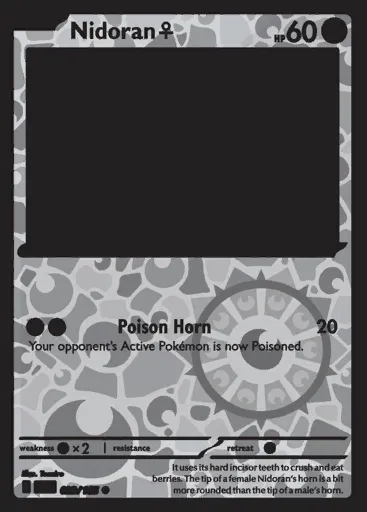 Nidoran♀ HP 60
Poison Horn 20
Your opponent's Active Pokémon is now Poisoned.
weakness ×2 resistance retreat
It uses its hard incisor teeth to crush and eat
berries. The tip of a female Nidoran's horn is a bit
more rounded than the tip of a male's horn.